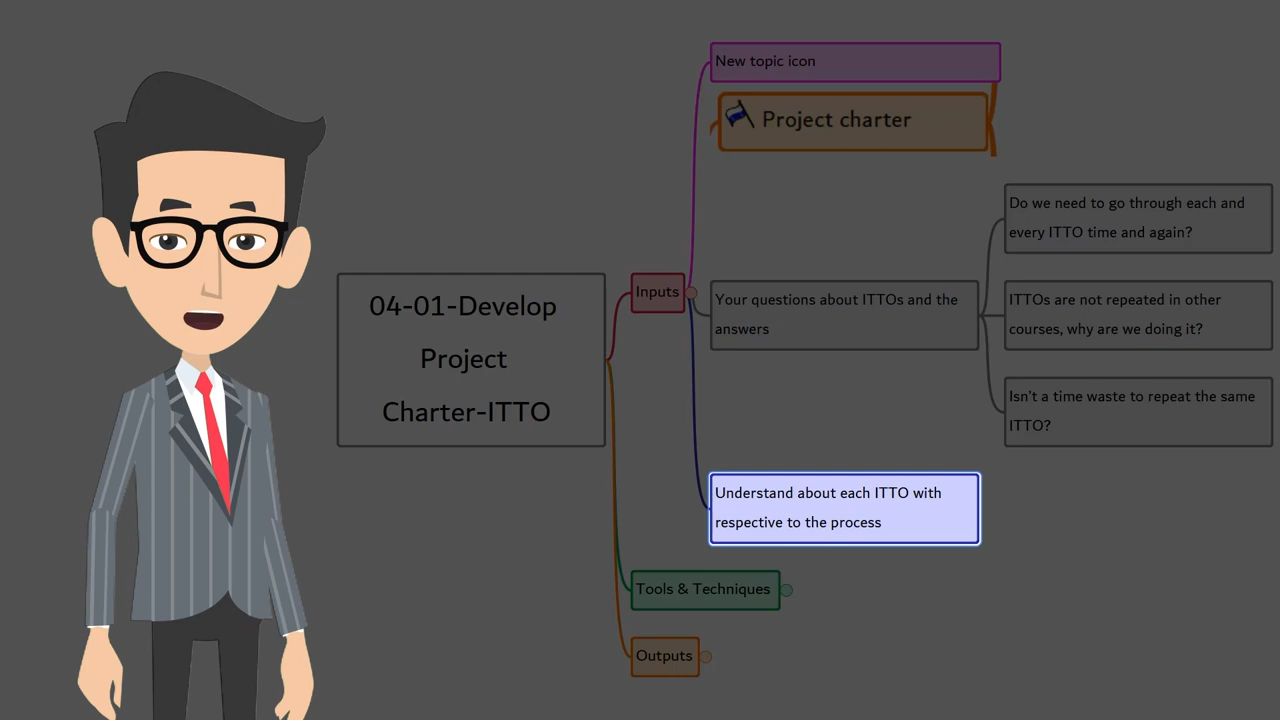 New topic icon
Project charter
Do we need to go through each and
every ITTO time and again?
04-01-Develop
Project
Charter-ITTO
Inputs
Your questions about ITTOs and the
answers
ITTOs are not repeated in other
courses, why are we doing it?
Isn't a time waste to repeat the same
ITTO?
Understand about each ITTO with
respective to the process
Tools & Techniques
Outputs